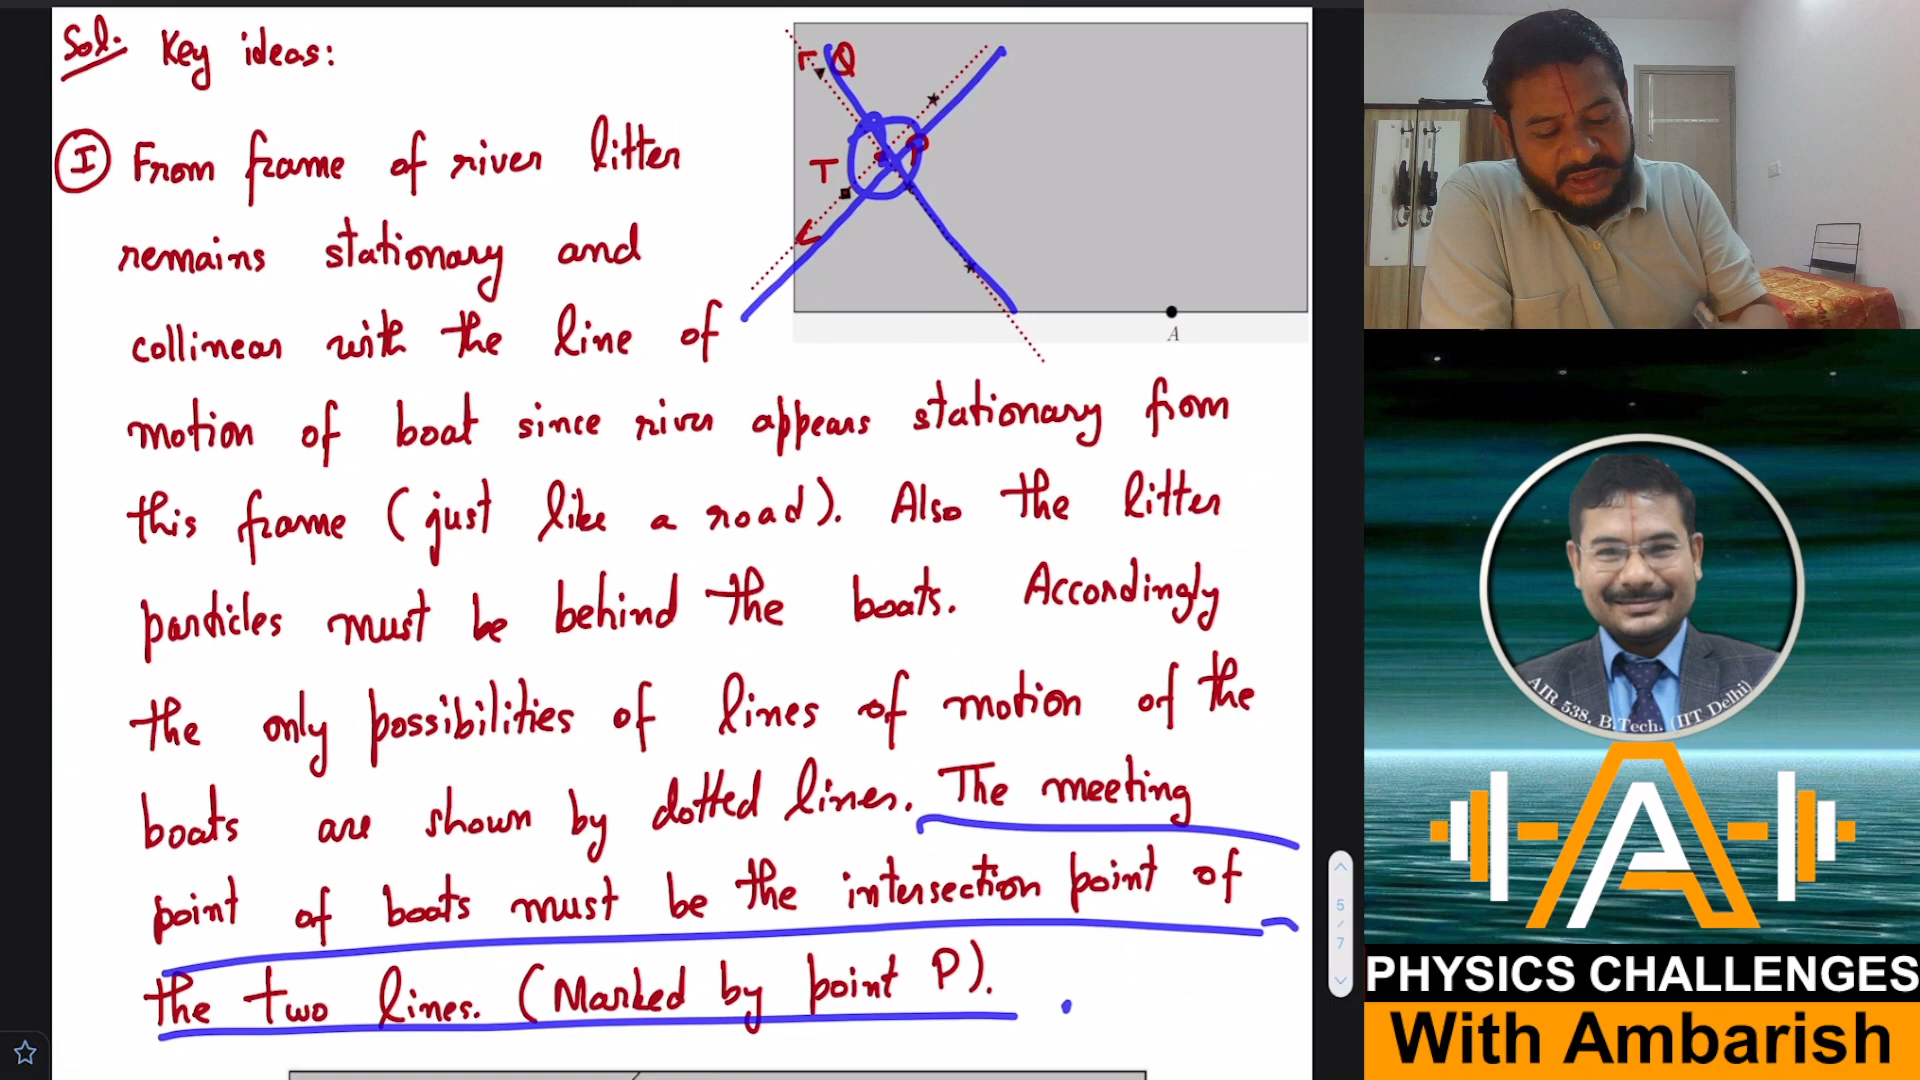 Sol. Key ideas:
I From frame of river litter
remains stationary and
collinear with the line of
motion of boat since river appears stationary from
this frame (just like a road). Also the litter
particles must be behind the boats. Accordingly
the only possibilities of lines of motion of the
boats are shown by dotted lines. The meeting
point of boats must be the intersection point of
the two lines. (Marked by point P).
Q
P
T
L
A
5
/
7
AIR 538, B.Tech. (IIT Delhi)
PHYSICS CHALLENGES
With Ambarish